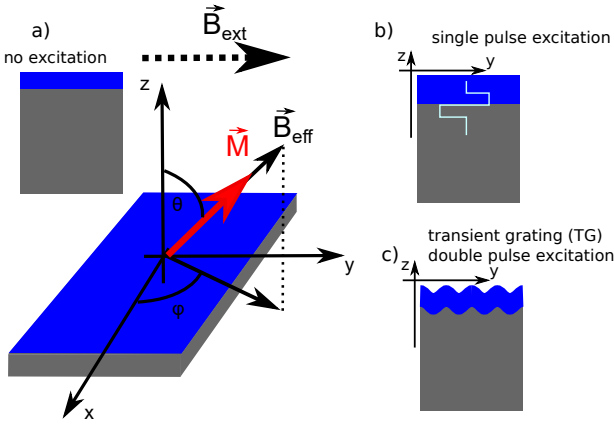 a)
B⃗ext
no excitation
z
B⃗eff
M⃗
θ
y
φ
x
b)
single pulse excitation
z
y
transient grating (TG)
c)
double pulse excitation
z
y